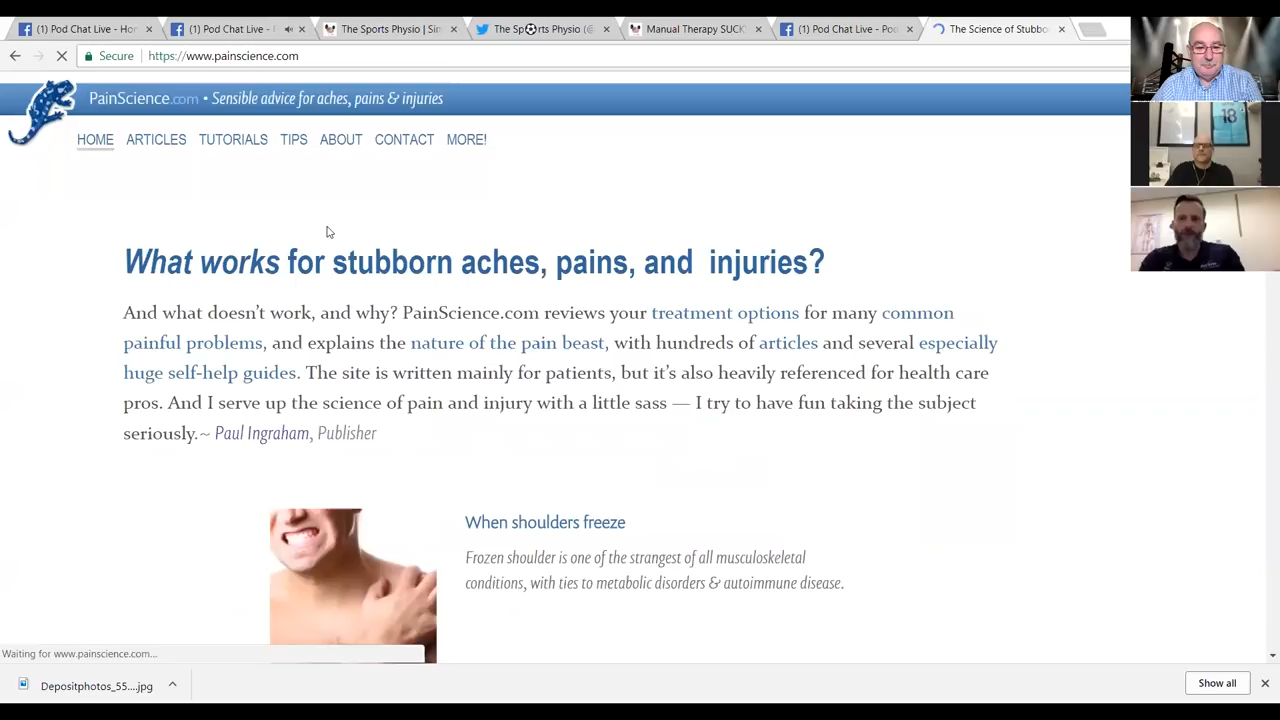 (1) Pod Chat Live - Hom
(1) Pod Chat Live -
The Sports Physio | Sim
The Sports Physio (@
Manual Therapy SUCK
(1) Pod Chat Live - Pod
The Science of Stubbo
Secure
https://www.painscience.com
PainScience.com • Sensible advice for aches, pains & injuries
HOME ARTICLES TUTORIALS TIPS ABOUT CONTACT MORE!
18
What works for stubborn aches, pains, and injuries?
And what doesn't work, and why? PainScience.com reviews your treatment options for many common
painful problems, and explains the nature of the pain beast, with hundreds of articles and several especially
huge self-help guides. The site is written mainly for patients, but it's also heavily referenced for health care
pros. And I serve up the science of pain and injury with a little sass — I try to have fun taking the subject
seriously.~ Paul Ingraham, Publisher
When shoulders freeze
Frozen shoulder is one of the strangest of all musculoskeletal
conditions, with ties to metabolic disorders & autoimmune disease.
Waiting for www.painscience.com...
Depositphotos_55....jpg
Show all